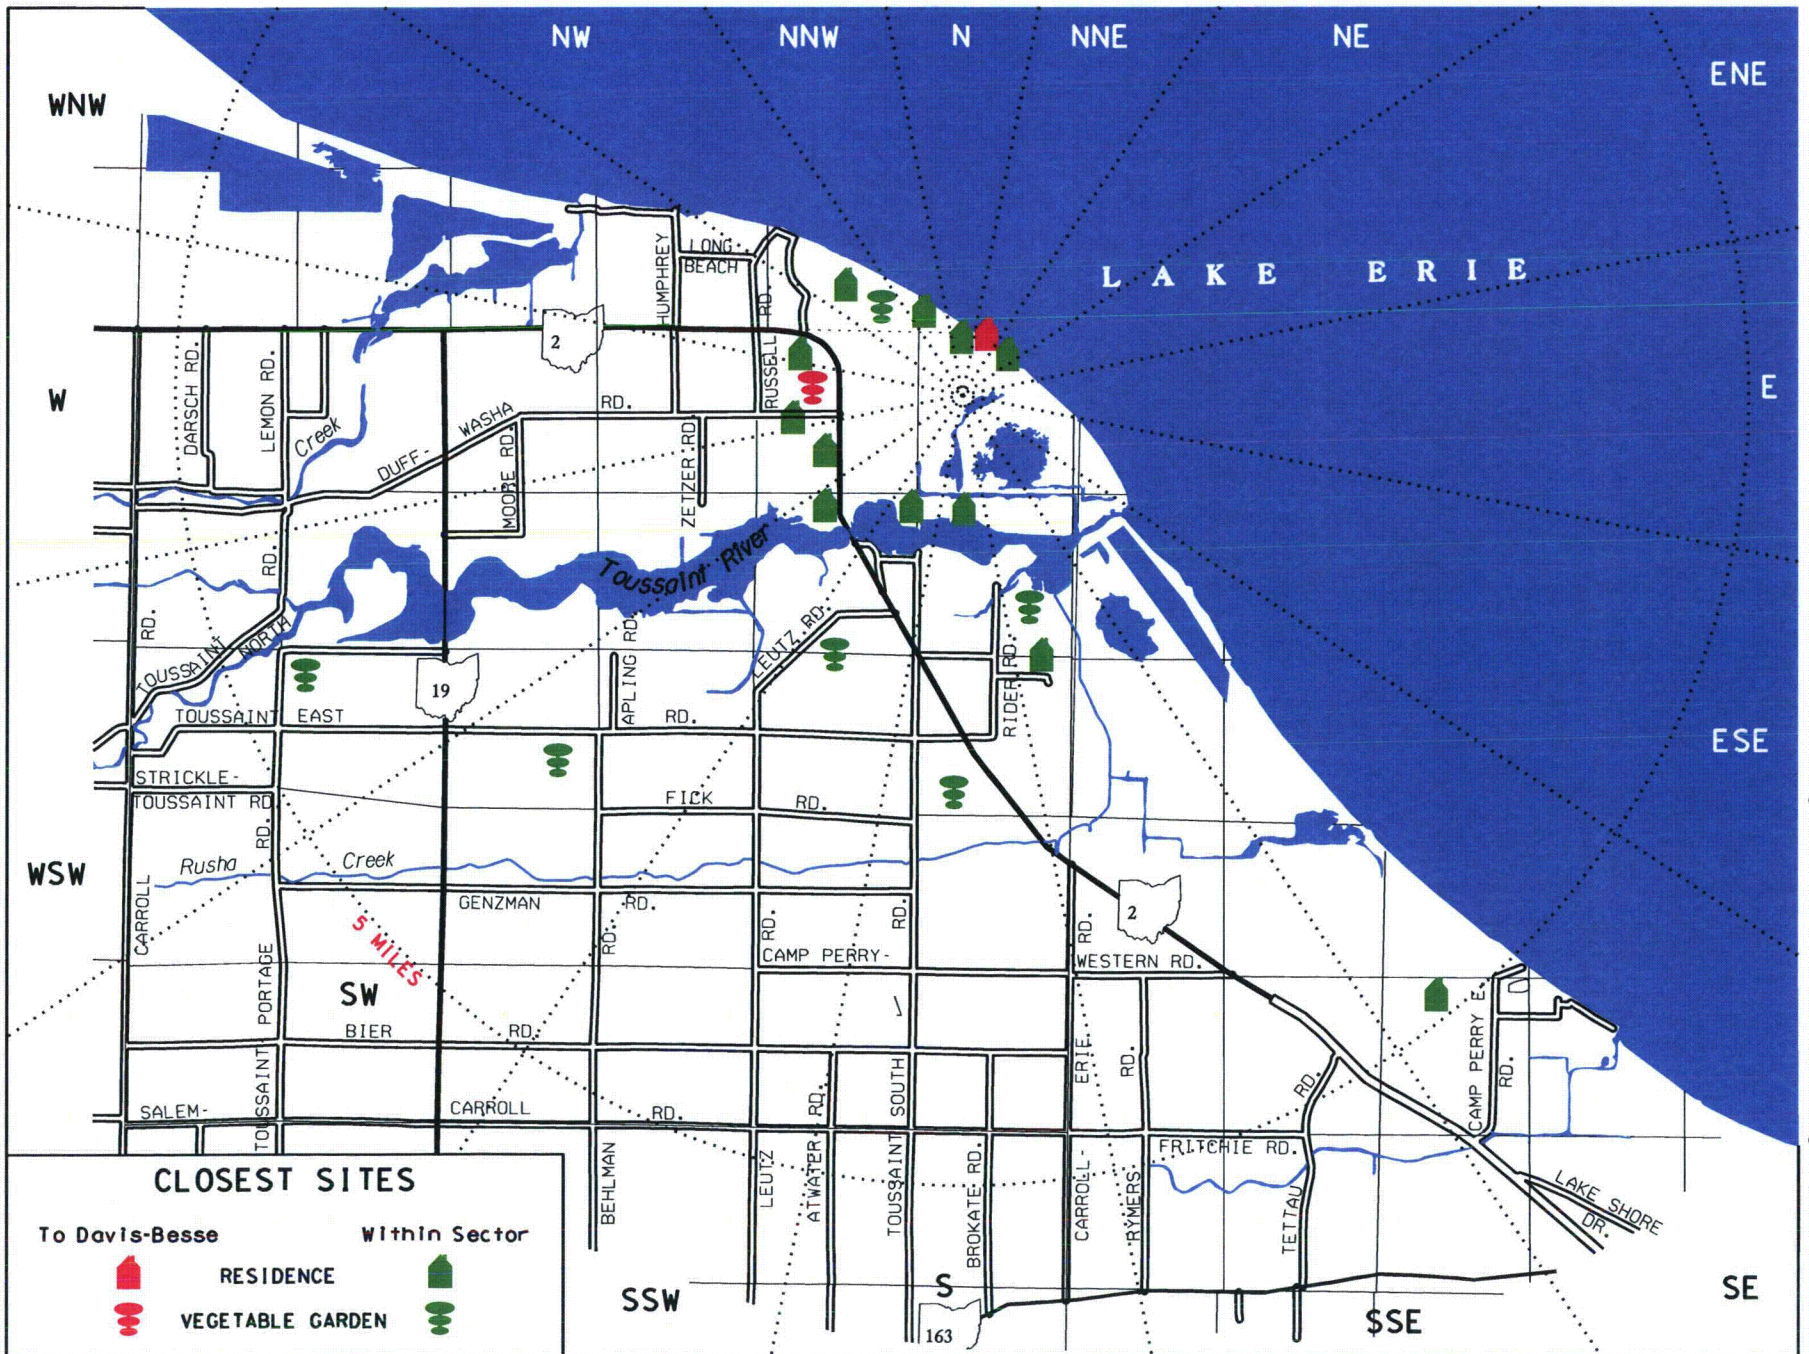 NW NNW N NNE NE
ENE
WNW
LAKE ERIE
HUMPHREY
LONG
BEACH
RD.
2
RUSSELL
W
E
DARSCH RD.
LEMON RD.
Creek
DUFF-
WASHA
RD.
MOORE RD.
ZETZER RD.
Toussaint River
RD.
RD.
TOUSSAINT
NORTH
19
APLING RD.
LEUTZ RD.
RIDER RD.
TOUSSAINT EAST
RD.
ESE
STRICKLE-
TOUSSAINT RD.
FICK
RD.
RD.
WSW
Rusha
Creek
CARROLL
GENZMAN
RD.
RD.
RD.
RD.
RD.
2
5 MILES
CAMP PERRY-
WESTERN RD.
SW
TOUSSAINT-PORTAGE
BIER
RD.
CAMP PERRY E.
RD.
ERIE
RD.
RD.
SALEM-
CARROLL
RD.
RD.
FRITCHIE RD.
BEHLMAN
LEUTZ
ATWATER
TOUSSAINT SOUTH
BROKATE RD.
CARROLL-
RYMERS
TETTAU
LAKE SHORE
DR.
CLOSEST SITES
To Davis-Besse Within Sector
RESIDENCE
VEGETABLE GARDEN
SSW
S
163
SSE
SE